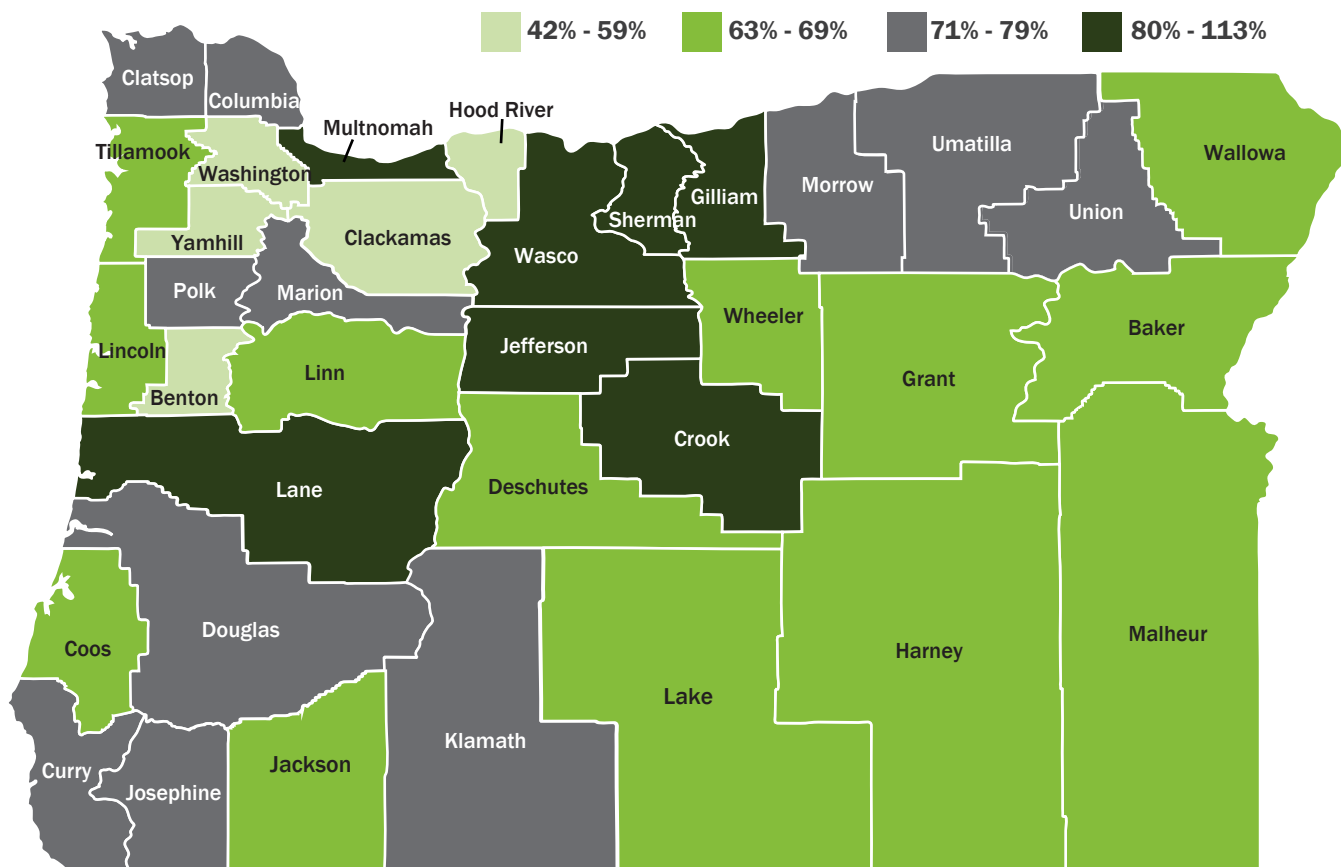 42% - 59%
63% - 69%
71% - 79%
80% - 113%
Clatsop
Columbia
Multnomah
Hood River
Tillamook
Washington
Umatilla
Wallowa
Morrow
Gilliam
Sherman
Union
Yamhill
Clackamas
Wasco
Polk
Marion
Wheeler
Baker
Lincoln
Jefferson
Linn
Grant
Benton
Crook
Lane
Deschutes
Douglas
Coos
Malheur
Harney
Lake
Klamath
Jackson
Curry
Josephine